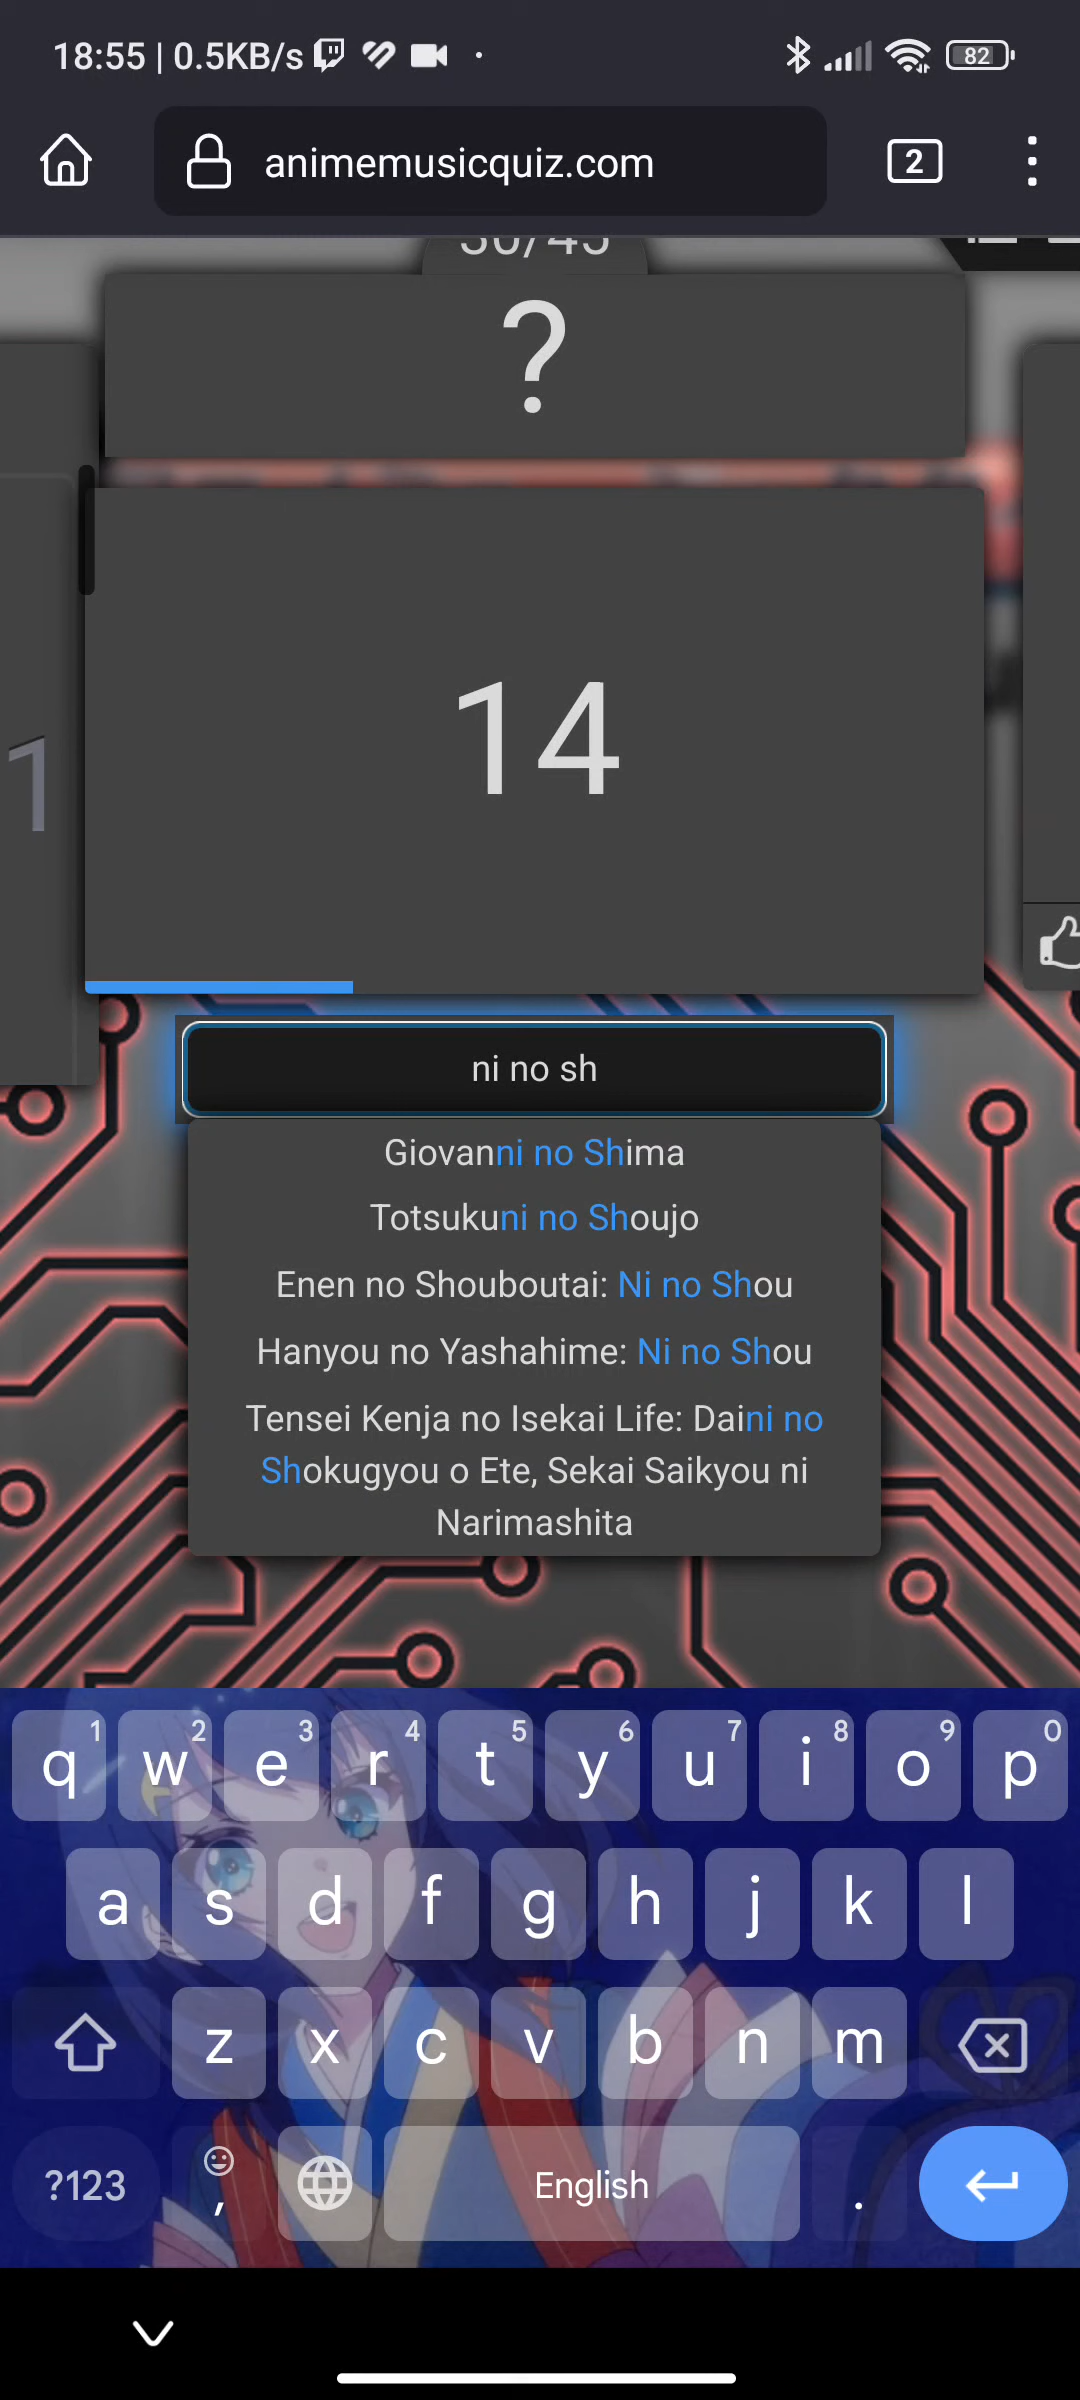 18:55 | 0.5KB/s
82
animemusicquiz.com
2
30/45
?
1
14
ni no sh
Giovanni no Shima
Totsukuni no Shoujo
Enen no Shouboutai: Ni no Shou
Hanyou no Yashahime: Ni no Shou
Tensei Kenja no Isekai Life: Daini no
Shokugyou o Ete, Sekai Saikyou ni
Narimashita
1 2 3 4 5 6 7 8 9 0
q w e r t y u i o p
a s d f g h j k l
z x c v b n m
?123 , English .